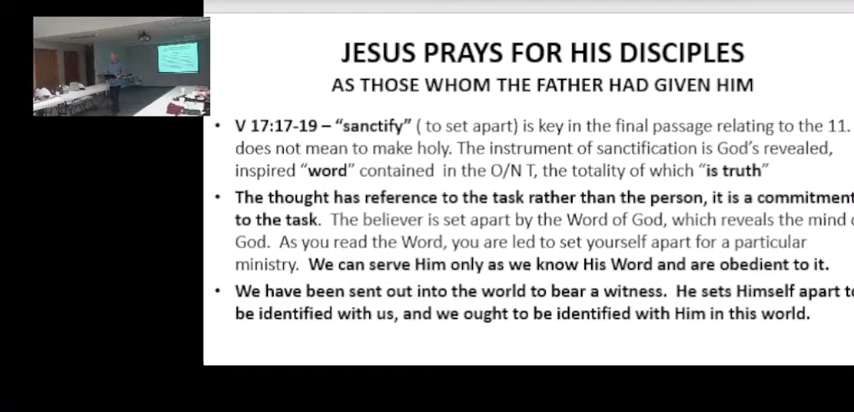 JESUS PRAYS FOR HIS DISCIPLES
AS THOSE WHOM THE FATHER HAD GIVEN HIM
• V 17:17-19 – “sanctify” ( to set apart) is key in the final passage relating to the 11.
does not mean to make holy. The instrument of sanctification is God’s revealed,
inspired “word” contained in the O/N T, the totality of which “is truth”
• The thought has reference to the task rather than the person, it is a commitment
to the task. The believer is set apart by the Word of God, which reveals the mind
God. As you read the Word, you are led to set yourself apart for a particular
ministry. We can serve Him only as we know His Word and are obedient to it.
• We have been sent out into the world to bear a witness. He sets Himself apart
be identified with us, and we ought to be identified with Him in this world.